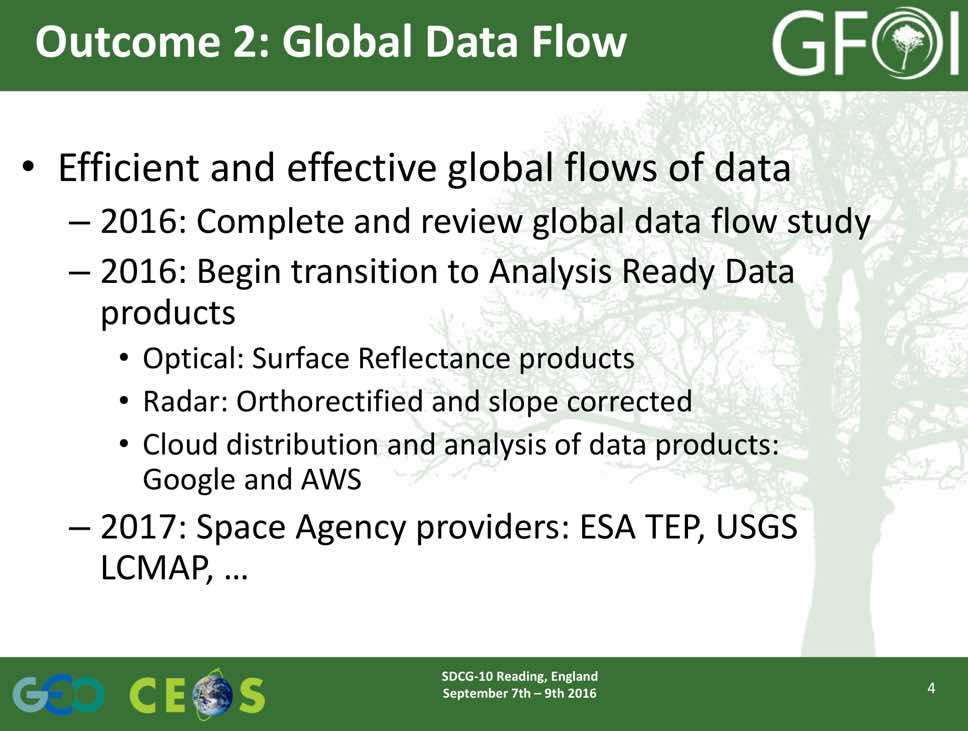 Outcome 2: Global Data Flow
GFOI
• Efficient and effective global flows of data
– 2016: Complete and review global data flow study
– 2016: Begin transition to Analysis Ready Data
products
• Optical: Surface Reflectance products
• Radar: Orthorectified and slope corrected
• Cloud distribution and analysis of data products:
Google and AWS
– 2017: Space Agency providers: ESA TEP, USGS
LCMAP, …
GEO
CEOS
SDCG-10 Reading, England
September 7th – 9th 2016
4